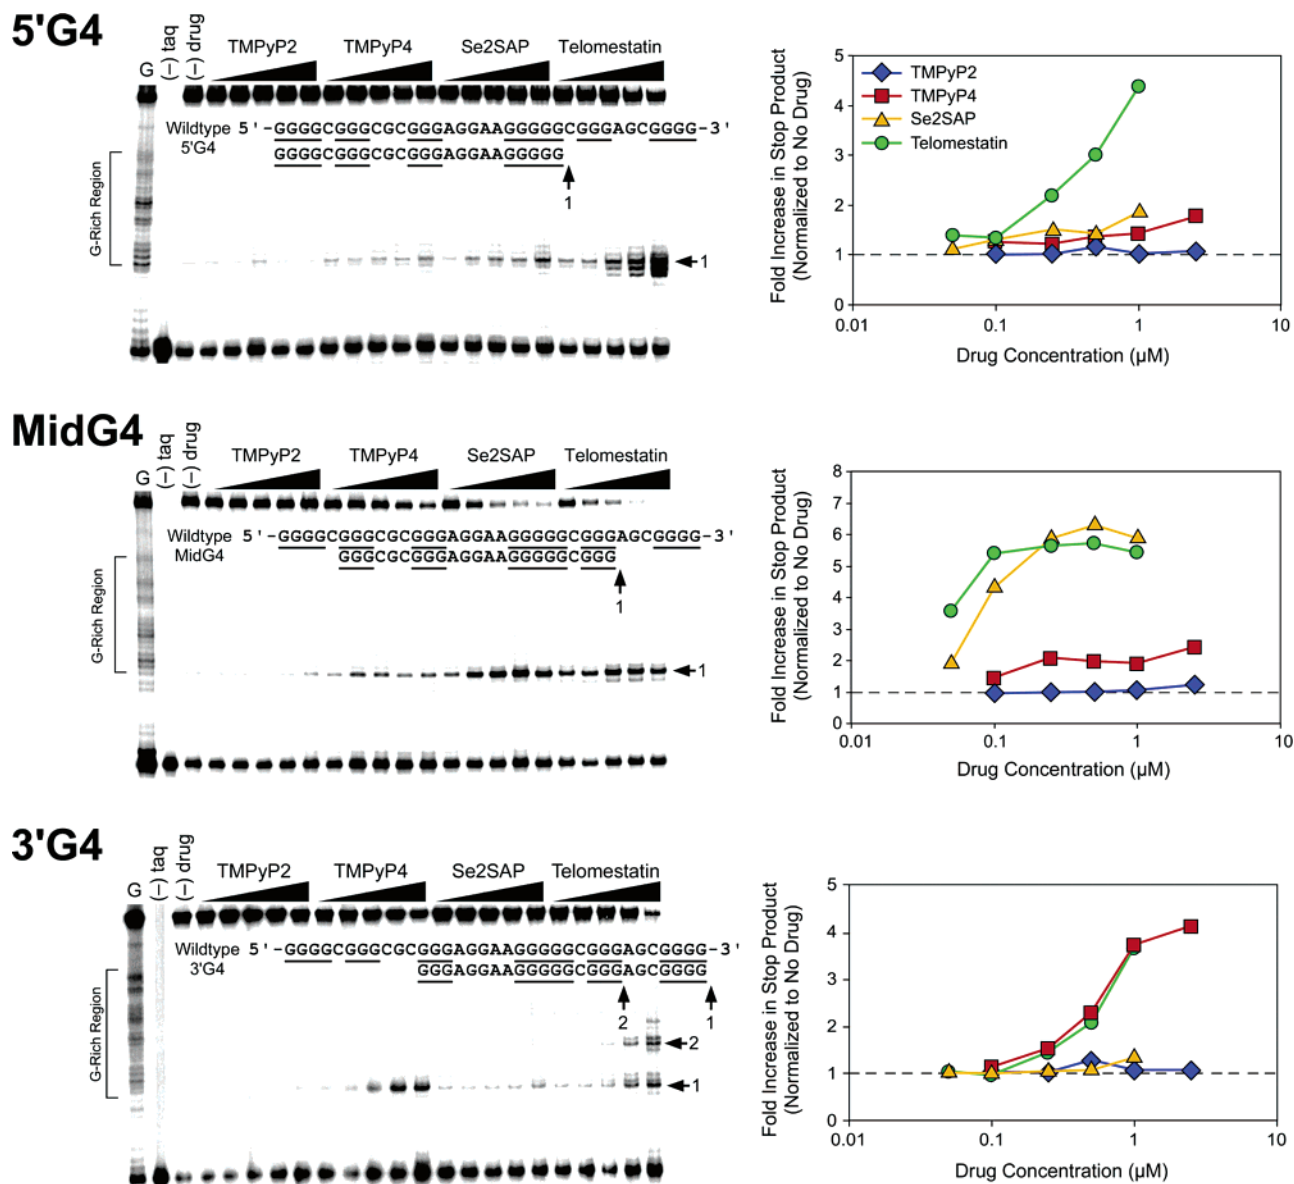 5'G4
G
(–) taq
(–) drug
TMPyP2 TMPyP4 Se2SAP Telomestatin
Wildtype 5'-GGGGCGGGCGCGGGAGGAAGGGGGCGGGAGCGGGG-3'
5'G4 GGGGCGGGCGCGGGAGGAAGGGGG
1
G-Rich Region
1
Fold Increase in Stop Product
(Normalized to No Drug)
5
4
3
2
1
0
TMPyP2
TMPyP4
Se2SAP
Telomestatin
0.01 0.1 1 10
Drug Concentration (μM)
MidG4
G
(–) taq
(–) drug
TMPyP2 TMPyP4 Se2SAP Telomestatin
Wildtype 5'-GGGGCGGGCGCGGGAGGAAGGGGGCGGGAGCGGGG-3'
MidG4 GGGCGCGGGAGGAAGGGGGCGGG
1
G-Rich Region
1
Fold Increase in Stop Product
(Normalized to No Drug)
8
7
6
5
4
3
2
1
0
0.01 0.1 1 10
Drug Concentration (μM)
3'G4
G
(–) taq
(–) drug
TMPyP2 TMPyP4 Se2SAP Telomestatin
Wildtype 5'-GGGGCGGGCGCGGGAGGAAGGGGGCGGGAGCGGGG-3'
3'G4 GGGAGGAAGGGGGCGGGAGCGGGG
2 1
G-Rich Region
2
1
Fold Increase in Stop Product
(Normalized to No Drug)
5
4
3
2
1
0
0.01 0.1 1 10
Drug Concentration (μM)